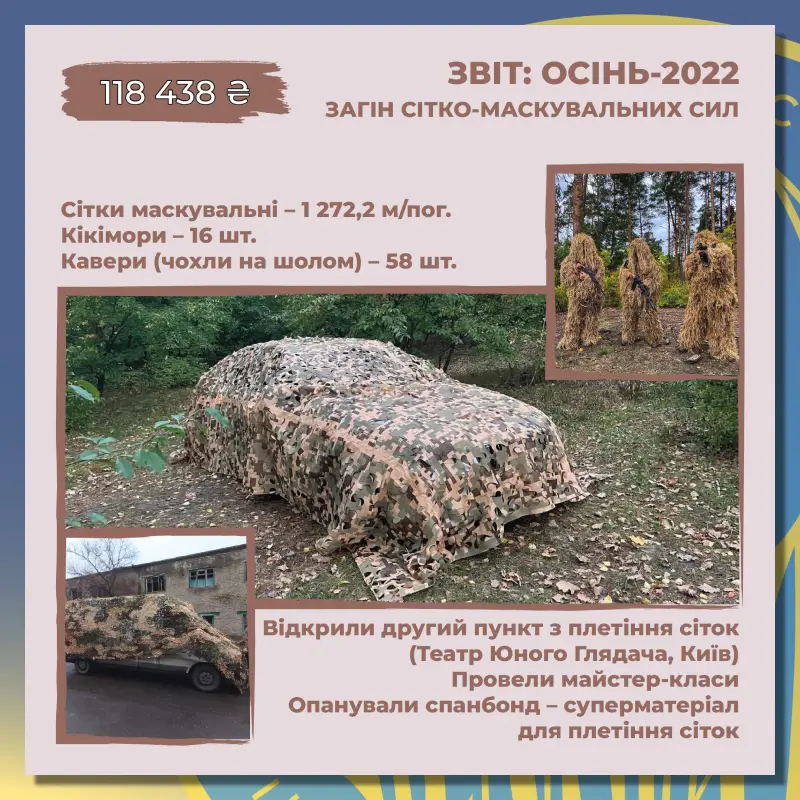 118 438 ₴
ЗВІТ: ОСІНЬ-2022
ЗАГІН СІТКО-МАСКУВАЛЬНИХ СИЛ
Сітки маскувальні – 1 272,2 м/пог.
Кікімори – 16 шт.
Кавери (чохли на шолом) – 58 шт.
Відкрили другий пункт з плетіння сіток
(Театр Юного Глядача, Київ)
Провели майстер-класи
Опанували спанбонд – суперматеріал
для плетіння сіток